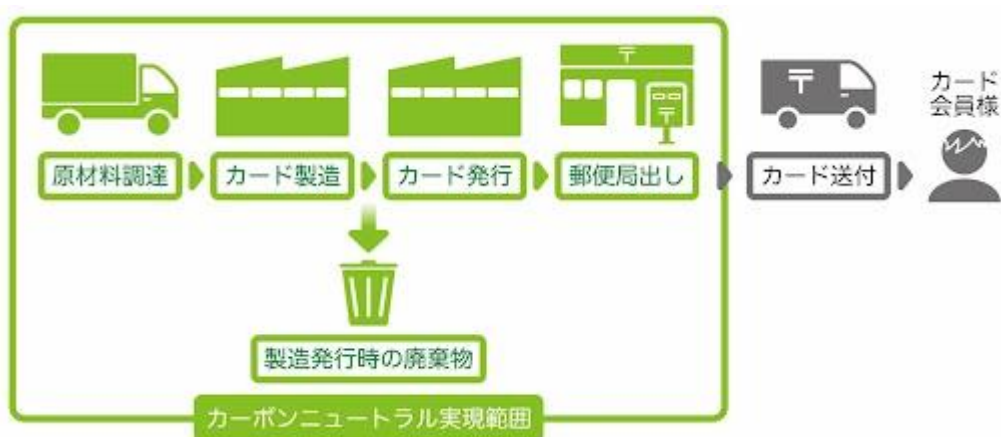 〒
〒
〒
カード
会員様
原材料調達
カード製造
カード発行
郵便局出し
カード送付
製造発行時の廃棄物
カーボンニュートラル実現範囲